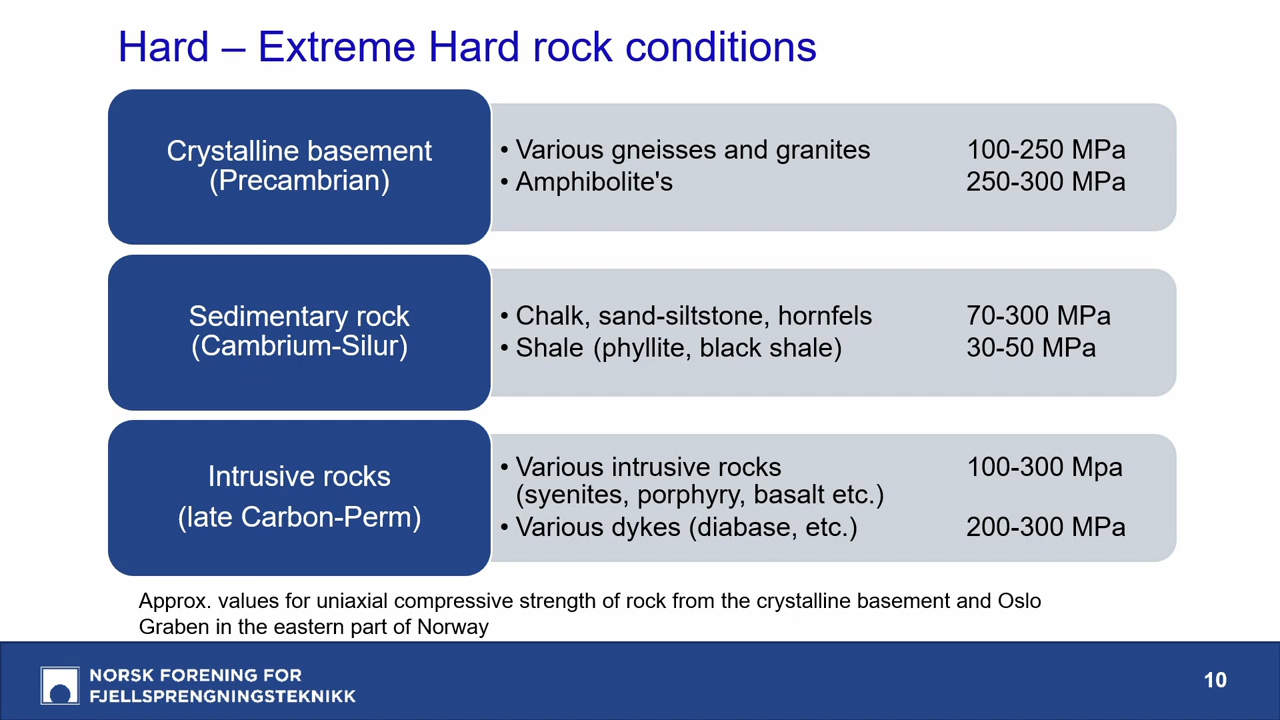 Hard – Extreme Hard rock conditions
Crystalline basement
(Precambrian)
• Various gneisses and granites 100-250 MPa
• Amphibolite's 250-300 MPa
Sedimentary rock
(Cambrium-Silur)
• Chalk, sand-siltstone, hornfels 70-300 MPa
• Shale (phyllite, black shale) 30-50 MPa
Intrusive rocks
(late Carbon-Perm)
• Various intrusive rocks 100-300 Mpa
(syenites, porphyry, basalt etc.)
• Various dykes (diabase, etc.) 200-300 MPa
Approx. values for uniaxial compressive strength of rock from the crystalline basement and Oslo
Graben in the eastern part of Norway
NORSK FORENING FOR
FJELLSPRENGNINGSTEKNIKK
10